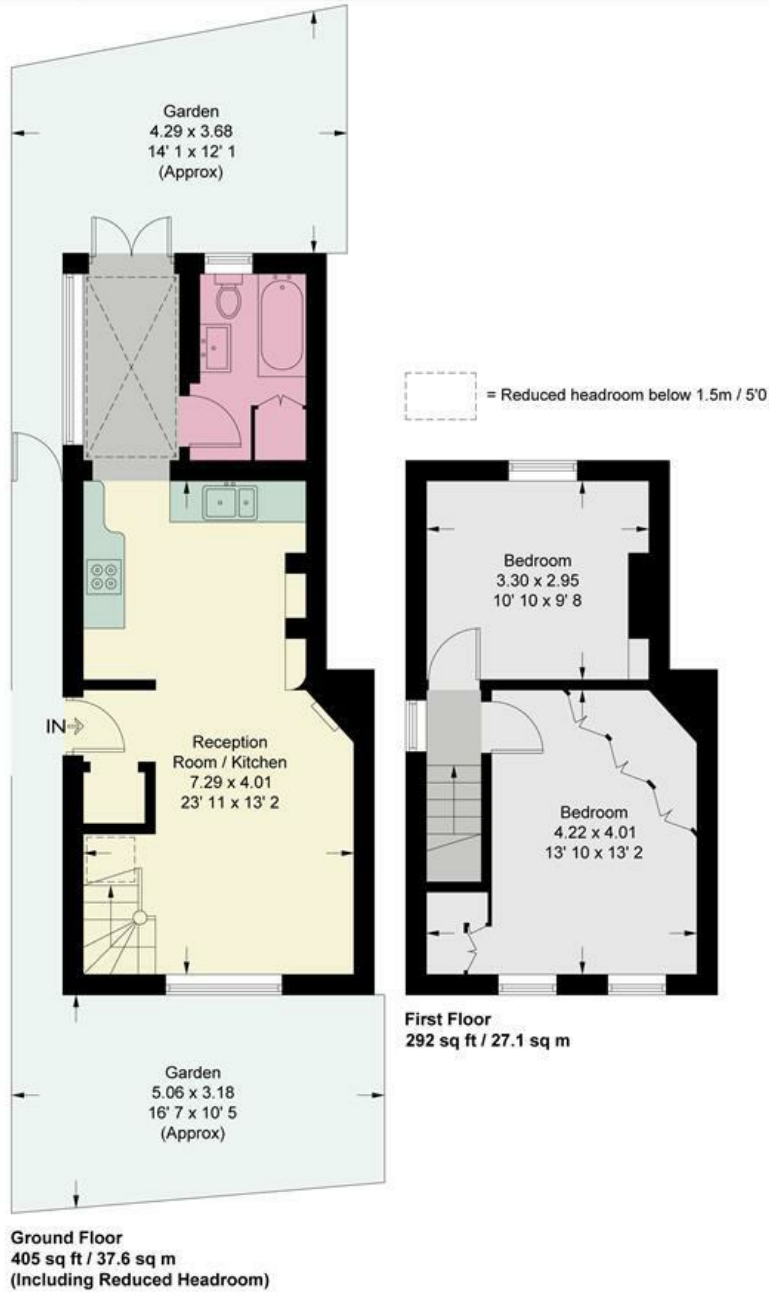 Garden
4.29 x 3.68
14' 1 x 12' 1
(Approx)
= Reduced headroom below 1.5m / 5'0
IN
Reception
Room / Kitchen
7.29 x 4.01
23' 11 x 13' 2
Bedroom
3.30 x 2.95
10' 10 x 9' 8
Bedroom
4.22 x 4.01
13' 10 x 13' 2
First Floor
292 sq ft / 27.1 sq m
Garden
5.06 x 3.18
16' 7 x 10' 5
(Approx)
Ground Floor
405 sq ft / 37.6 sq m
(Including Reduced Headroom)